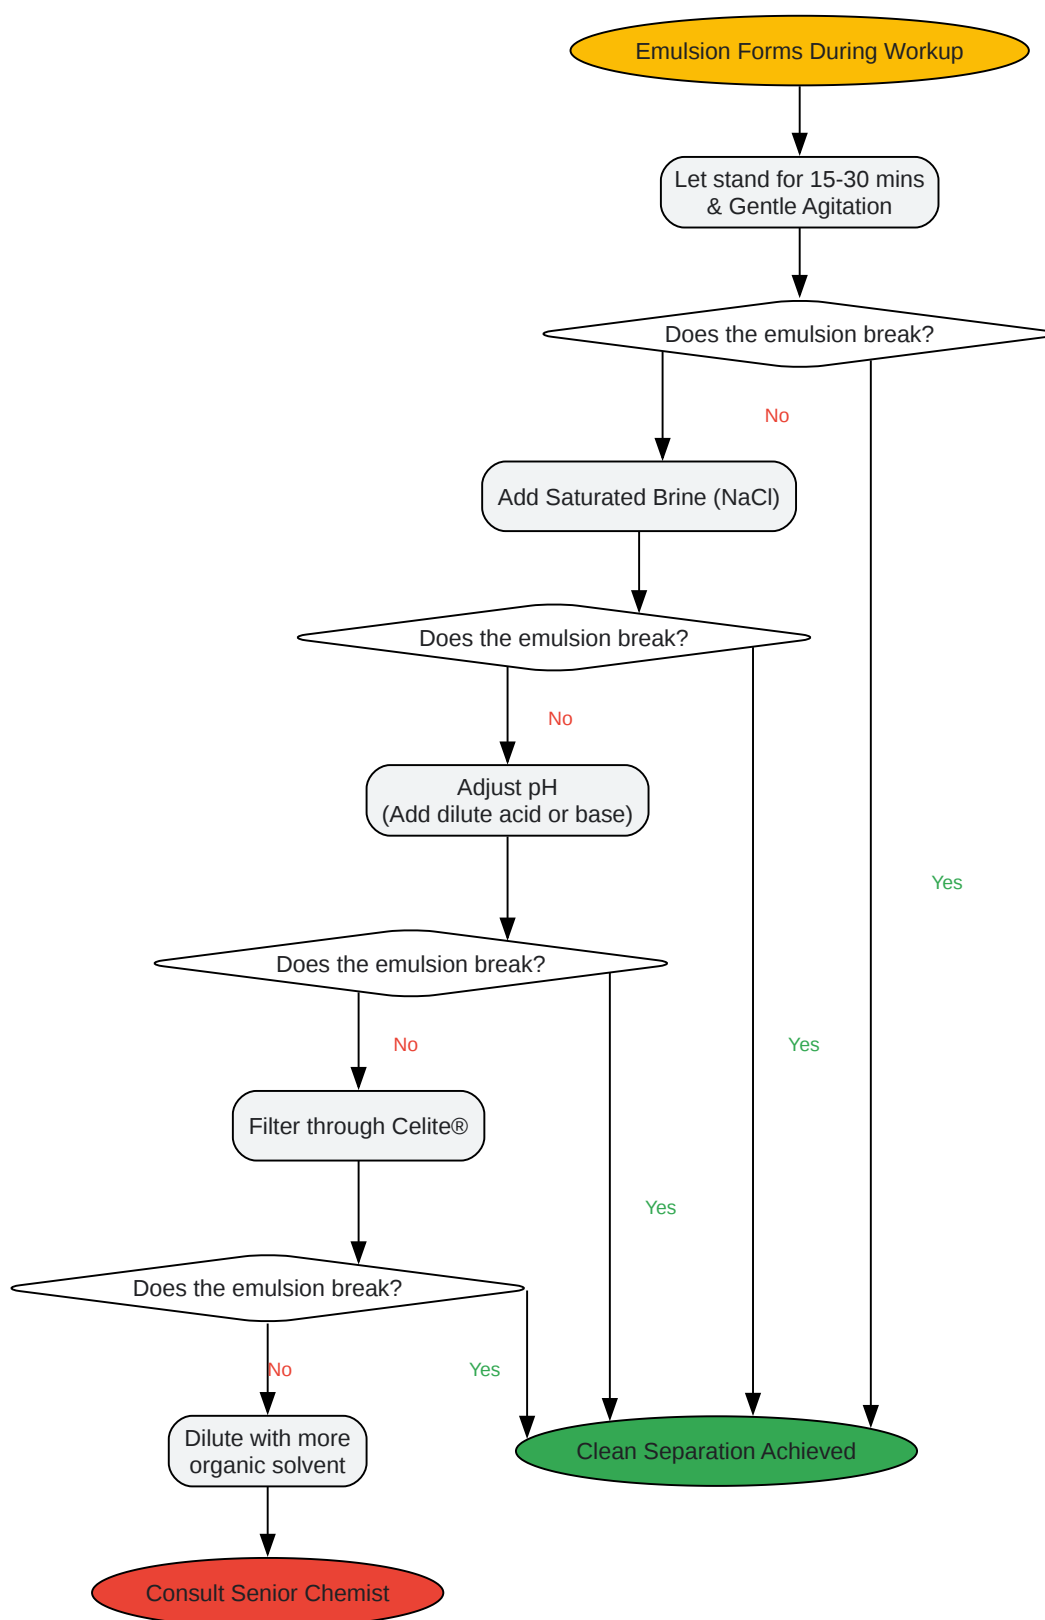 Emulsion Forms During Workup
Let stand for 15-30 mins
& Gentle Agitation
Does the emulsion break?
No
Add Saturated Brine (NaCl)
Does the emulsion break?
No
Adjust pH
(Add dilute acid or base)
Yes
Does the emulsion break?
No
Yes
Filter through Celite®
Yes
Does the emulsion break?
No
Yes
Dilute with more
organic solvent
Clean Separation Achieved
Consult Senior Chemist